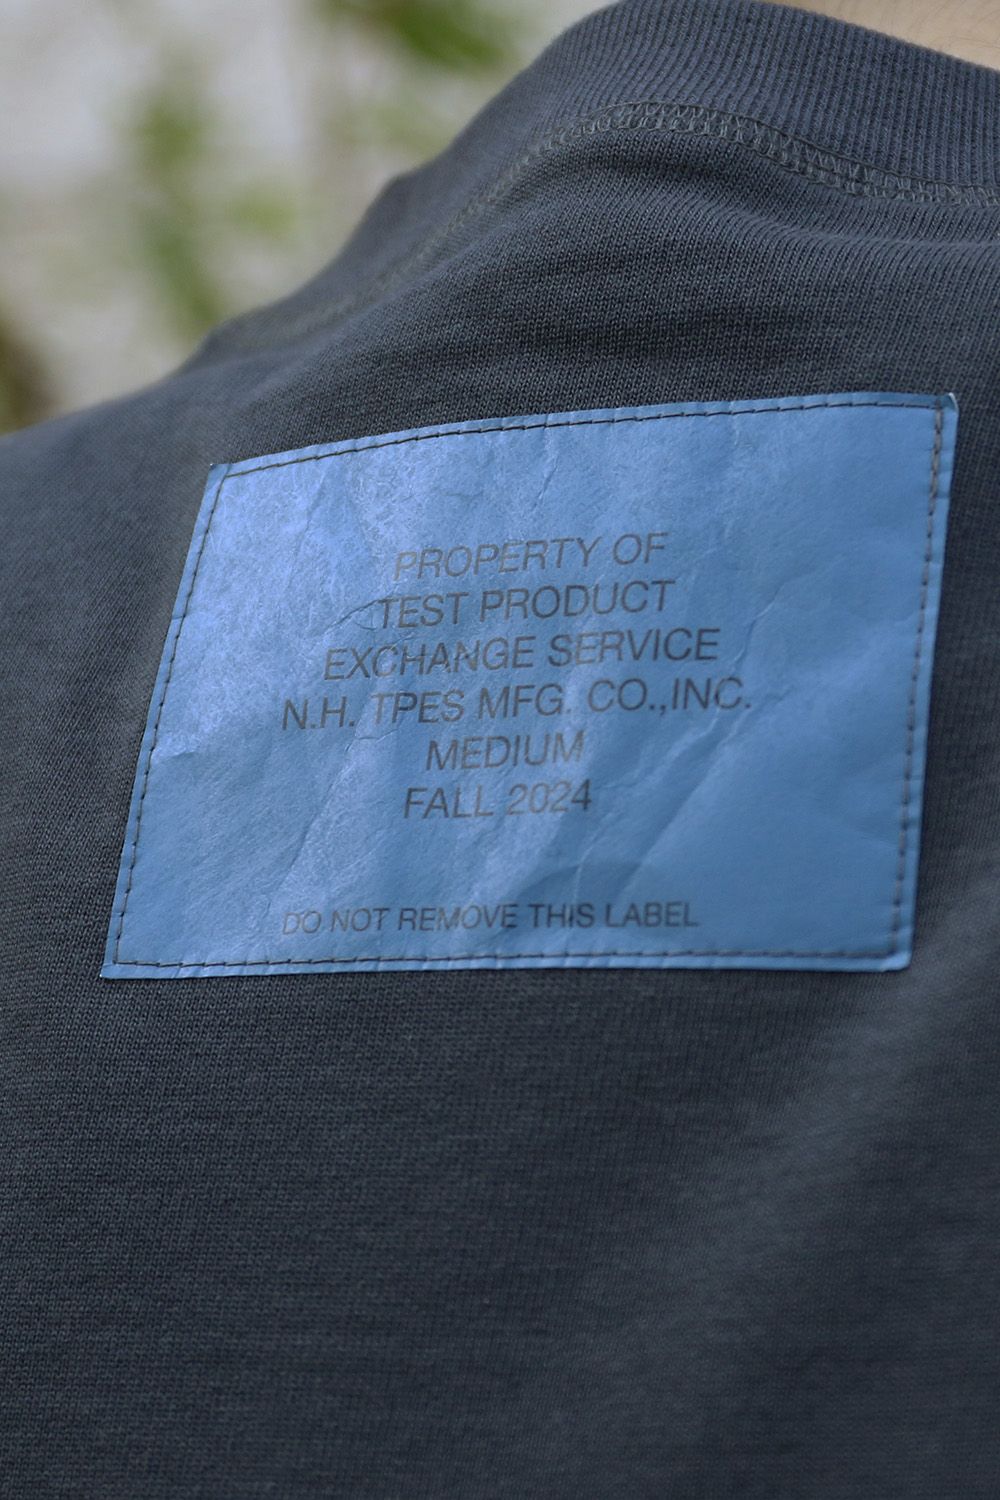 PROPERTY OF
TEST PRODUCT
EXCHANGE SERVICE
N.H. TPES MFG. CO.,INC.
MEDIUM
FALL 2024
DO NOT REMOVE THIS LABEL